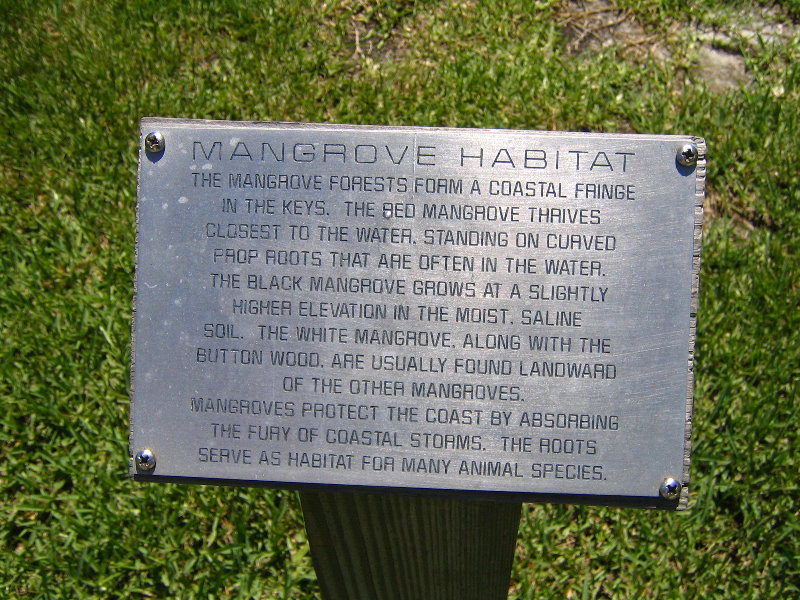 MANGROVE HABITAT
THE MANGROVE FORESTS FORM A COASTAL FRINGE
IN THE KEYS. THE RED MANGROVE THRIVES
CLOSEST TO THE WATER, STANDING ON CURVED
PROP ROOTS THAT ARE OFTEN IN THE WATER.
THE BLACK MANGROVE GROWS AT A SLIGHTLY
HIGHER ELEVATION IN THE MOIST, SALINE
SOIL. THE WHITE MANGROVE, ALONG WITH THE
BUTTON WOOD, ARE USUALLY FOUND LANDWARD
OF THE OTHER MANGROVES.
MANGROVES PROTECT THE COAST BY ABSORBING
THE FURY OF COASTAL STORMS. THE ROOTS
SERVE AS HABITAT FOR MANY ANIMAL SPECIES.